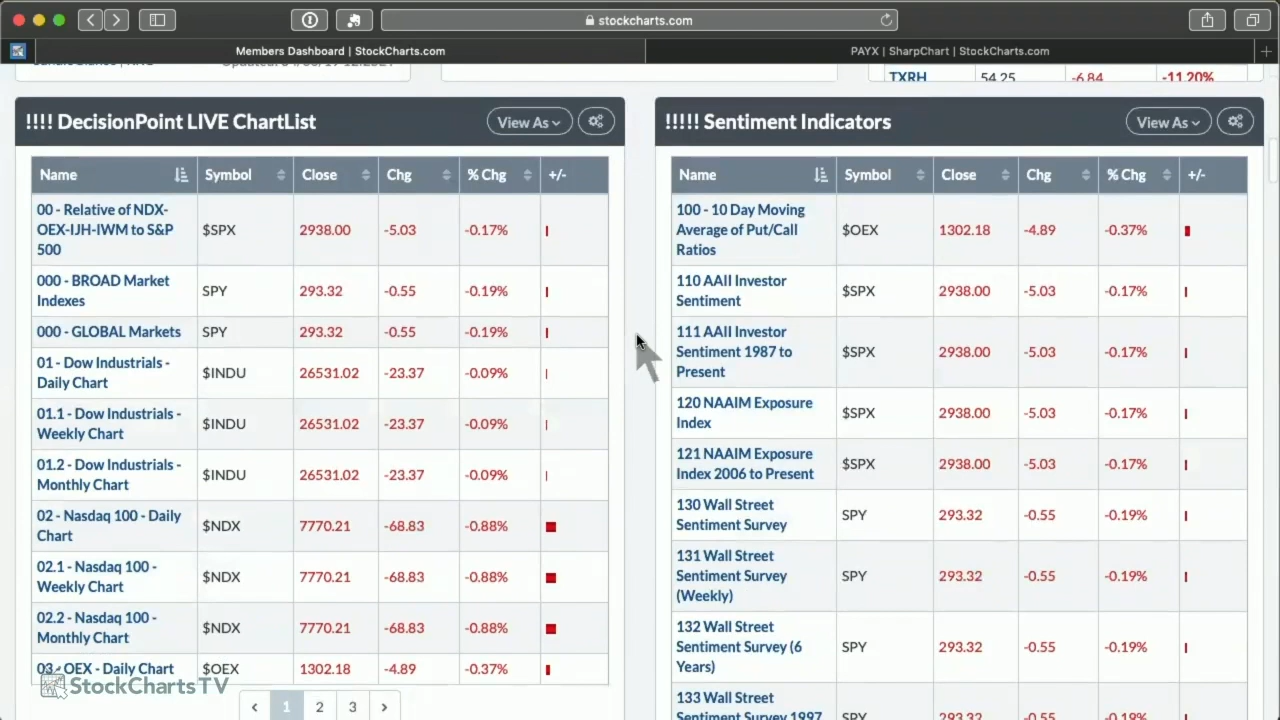 stockcharts.com
Members Dashboard | StockCharts.com
PAYX | SharpChart | StockCharts.com
TXRH 54.25 -6.84 -11.20%
!!!! DecisionPoint LIVE ChartList
View As
Name Symbol Close Chg % Chg +/-
00 - Relative of NDX-
OEX-IJH-IWM to S&P
500
$SPX 2938.00 -5.03 -0.17%
000 - BROAD Market
Indexes
SPY 293.32 -0.55 -0.19%
000 - GLOBAL Markets SPY 293.32 -0.55 -0.19%
01 - Dow Industrials -
Daily Chart
$INDU 26531.02 -23.37 -0.09%
01.1 - Dow Industrials -
Weekly Chart
$INDU 26531.02 -23.37 -0.09%
01.2 - Dow Industrials -
Monthly Chart
$INDU 26531.02 -23.37 -0.09%
02 - Nasdaq 100 - Daily
Chart
$NDX 7770.21 -68.83 -0.88%
02.1 - Nasdaq 100 -
Weekly Chart
$NDX 7770.21 -68.83 -0.88%
02.2 - Nasdaq 100 -
Monthly Chart
$NDX 7770.21 -68.83 -0.88%
03 - OEX - Daily Chart $OEX 1302.18 -4.89 -0.37%
StockChartsTV
1 2 3
!!!!! Sentiment Indicators
View As
Name Symbol Close Chg % Chg +/-
100 - 10 Day Moving
Average of Put/Call
Ratios
$OEX 1302.18 -4.89 -0.37%
110 AAII Investor
Sentiment
$SPX 2938.00 -5.03 -0.17%
111 AAII Investor
Sentiment 1987 to
Present
$SPX 2938.00 -5.03 -0.17%
120 NAAIM Exposure
Index
$SPX 2938.00 -5.03 -0.17%
121 NAAIM Exposure
Index 2006 to Present
$SPX 2938.00 -5.03 -0.17%
130 Wall Street
Sentiment Survey
SPY 293.32 -0.55 -0.19%
131 Wall Street
Sentiment Survey
(Weekly)
SPY 293.32 -0.55 -0.19%
132 Wall Street
Sentiment Survey (6
Years)
SPY 293.32 -0.55 -0.19%
133 Wall Street
Sentiment Survey 1997
SPY 293.32 -0.55 -0.19%